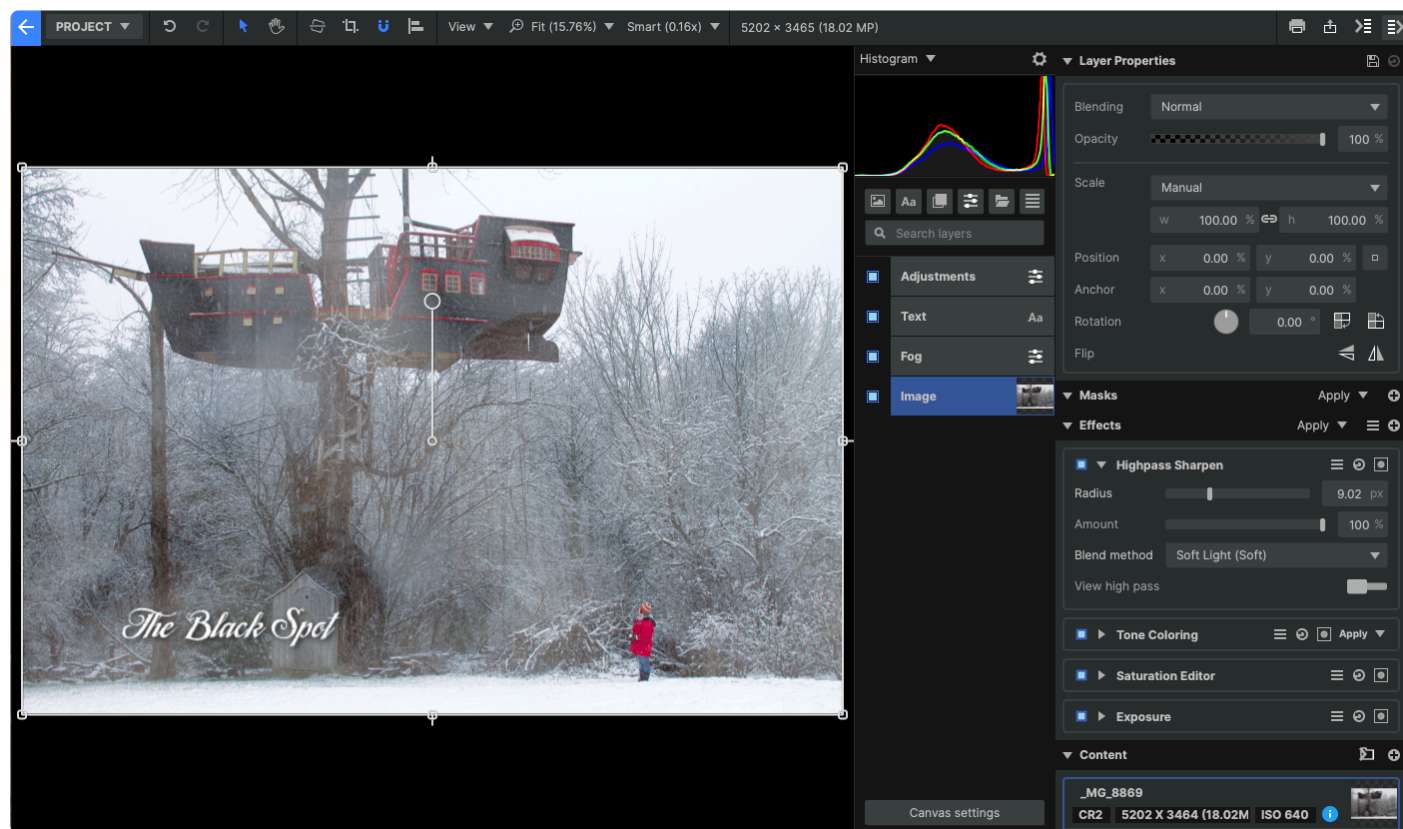 PROJECT
View
Fit (15.76%)
Smart (0.16x)
5202 × 3465 (18.02 MP)
Histogram
Aa
Search layers
Adjustments
Text
Aa
Fog
Image
Canvas settings
The Black Spot
Layer Properties
Blending Normal
Opacity 100 %
Scale Manual
w 100.00 % h 100.00 %
Position x 0.00 % y 0.00 %
Anchor x 0.00 % y 0.00 %
Rotation 0.00 °
Flip
Masks Apply
Effects Apply
Highpass Sharpen
Radius 9.02 px
Amount 100 %
Blend method Soft Light (Soft)
View high pass
Tone Coloring Apply
Saturation Editor
Exposure
Content
_MG_8869
CR2 5202 X 3464 (18.02M ISO 640